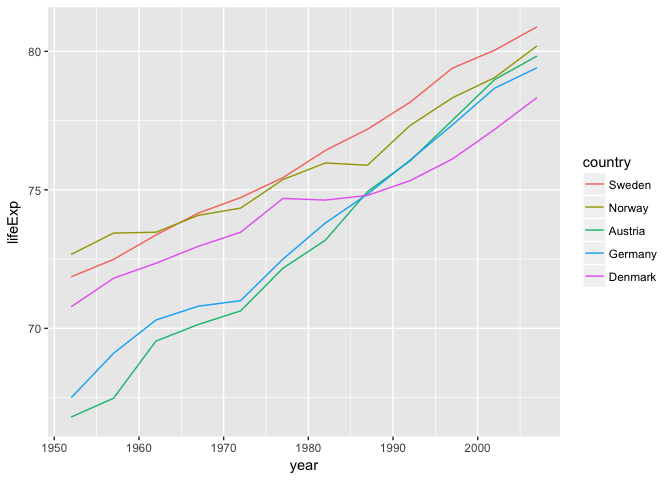 80
75
70
lifeExp
1950 1960 1970 1980 1990 2000
year
country
Sweden
Norway
Austria
Germany
Denmark